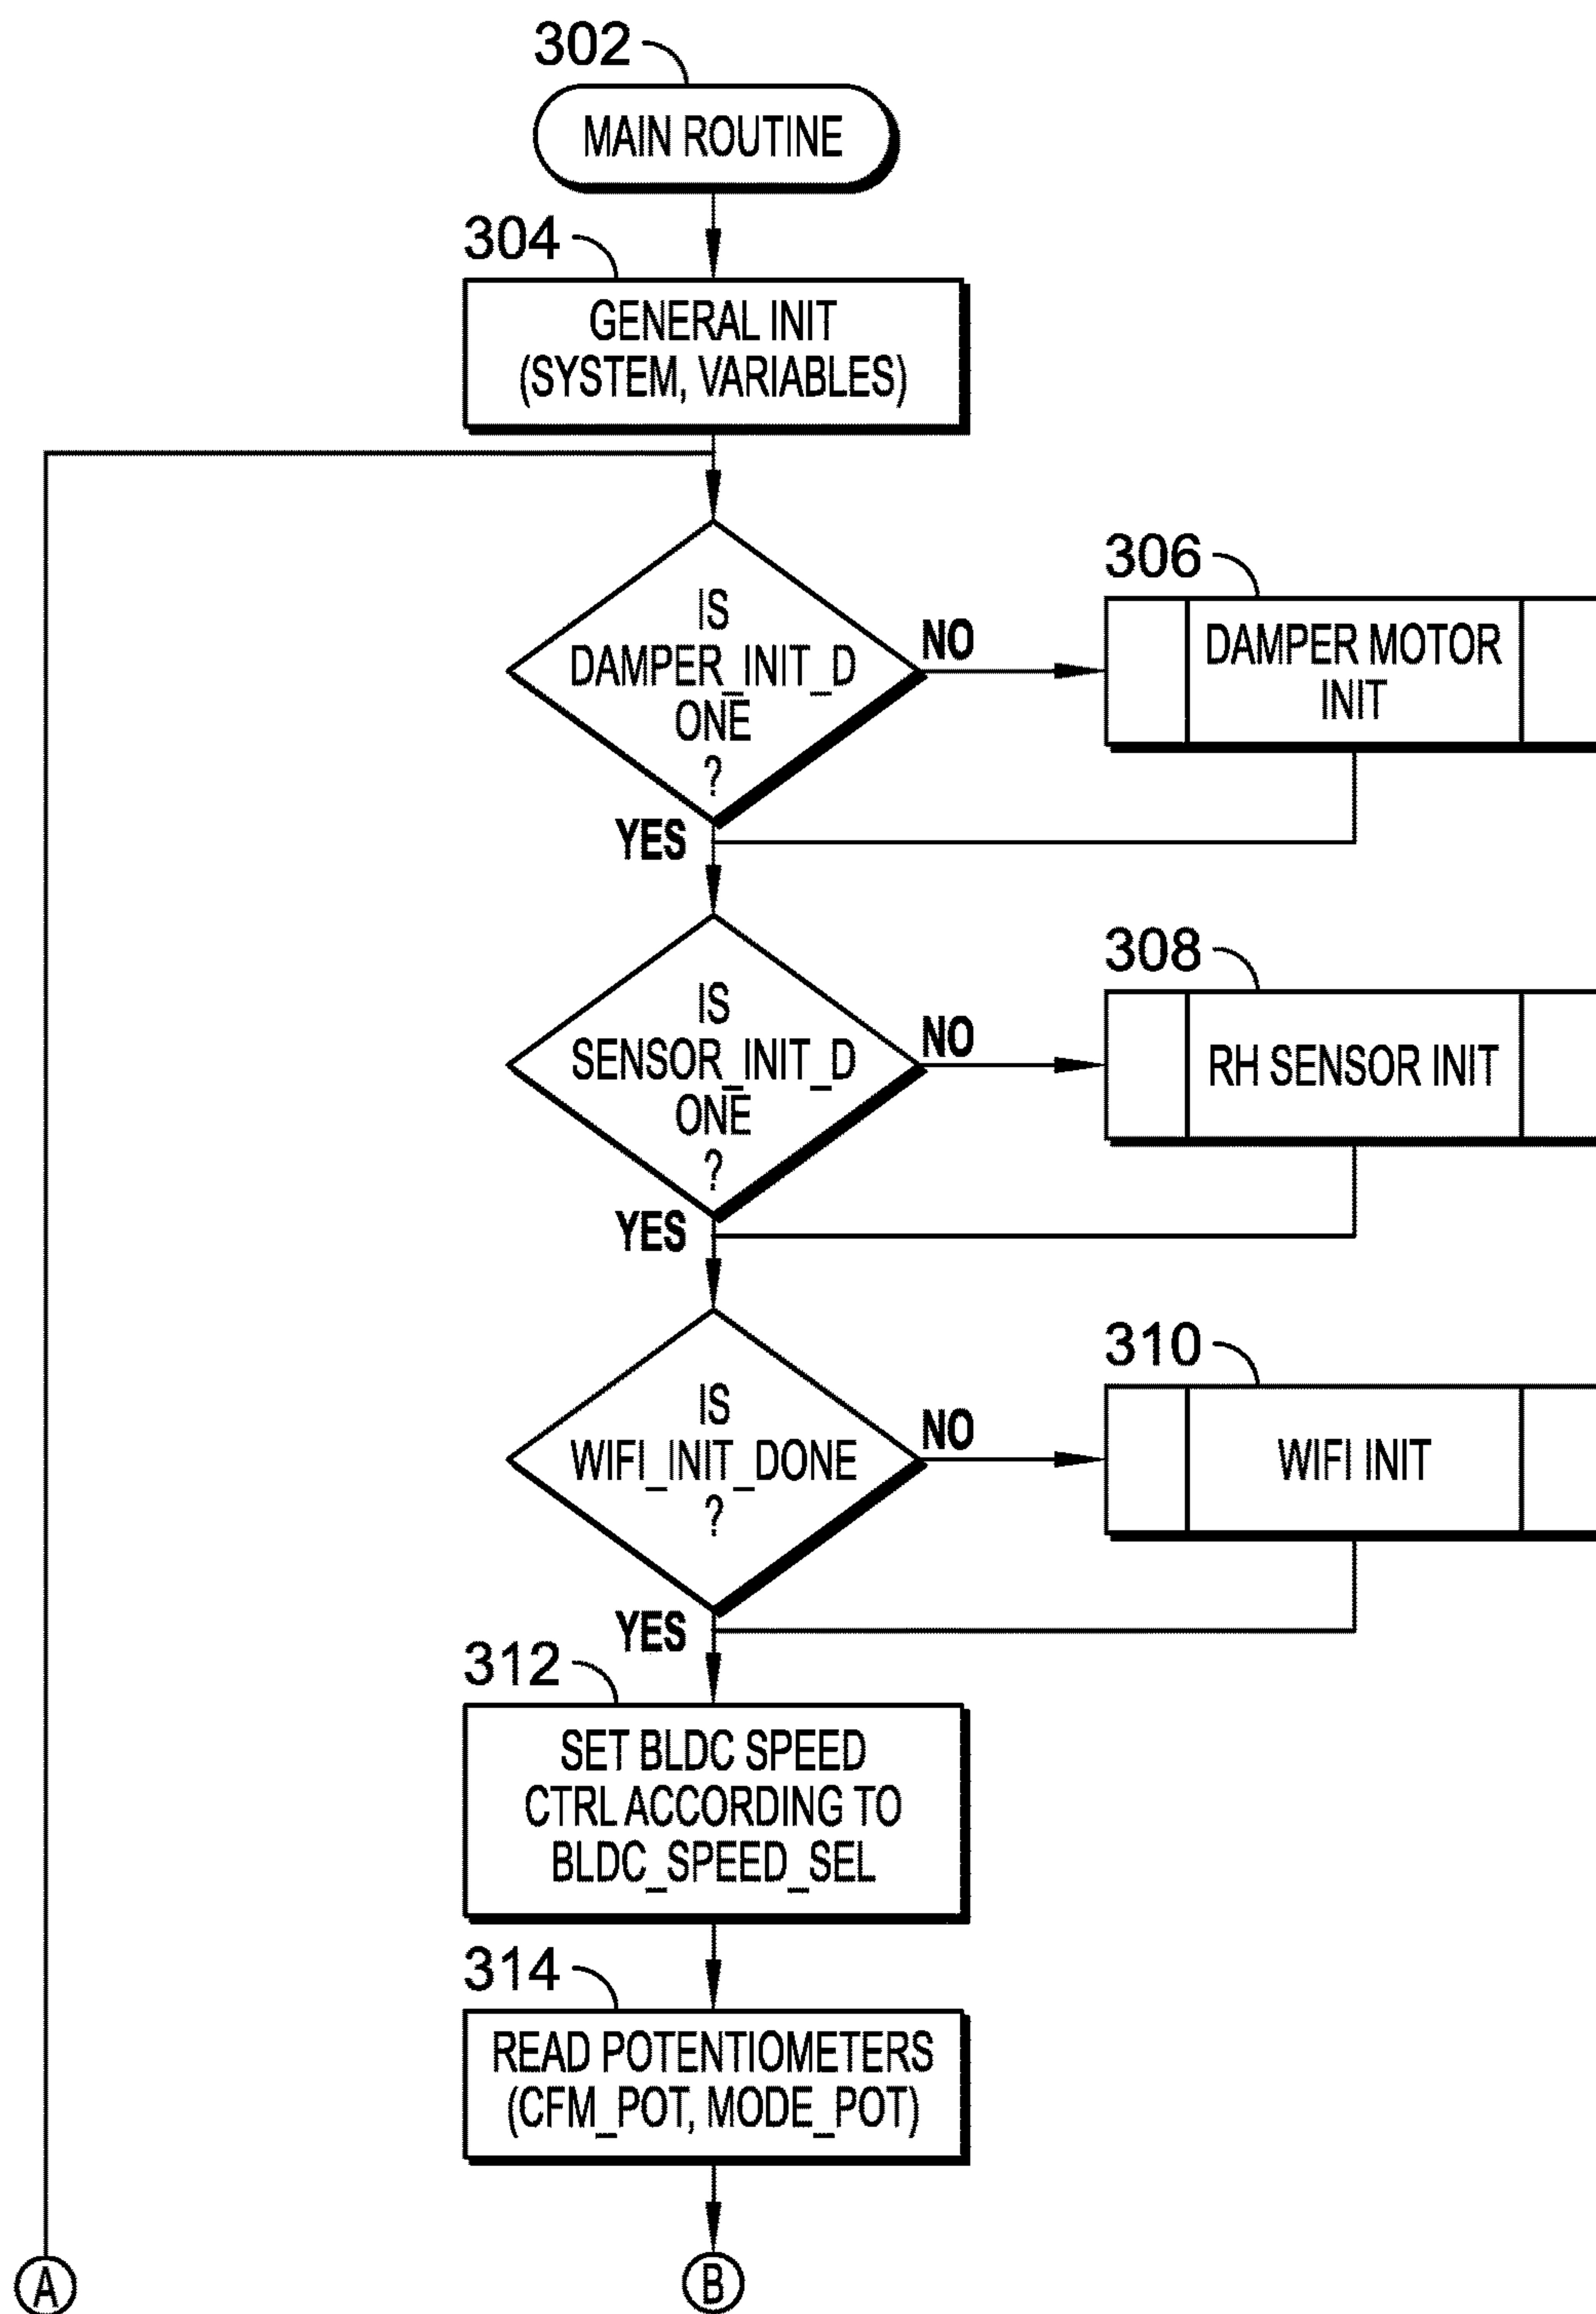 302
MAIN ROUTINE
304
GENERAL INIT
(SYSTEM, VARIABLES)
IS
DAMPER_INIT_D
ONE
?
NO
YES
306
DAMPER MOTOR
INIT
IS
SENSOR_INIT_D
ONE
?
NO
YES
308
RH SENSOR INIT
IS
WIFI_INIT_DONE
?
NO
YES
310
WIFI INIT
312
SET BLDC SPEED
CTRL ACCORDING TO
BLDC_SPEED_SEL
314
READ POTENTIOMETERS
(CFM_POT, MODE_POT)
A
B